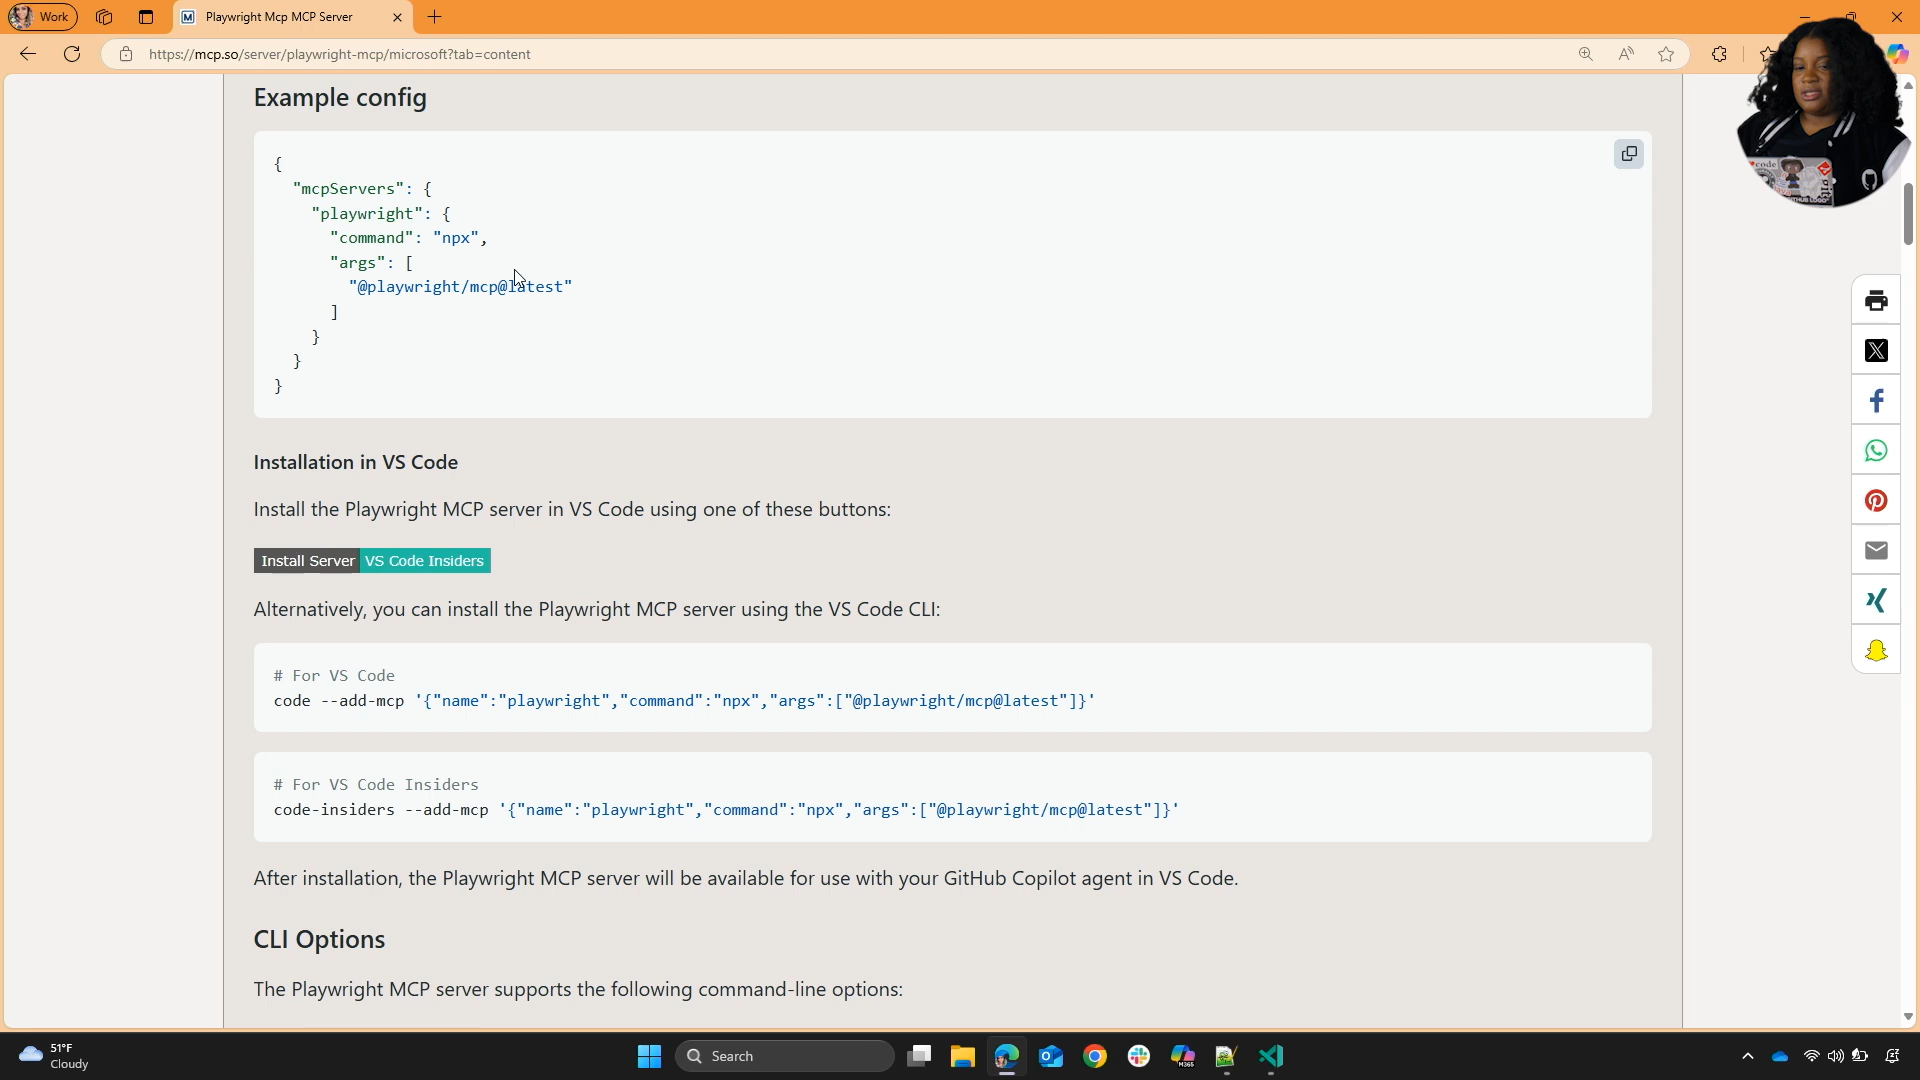 Work
Playwright Mcp MCP Server
https://mcp.so/server/playwright-mcp/microsoft?tab=content
Example config
{
"mcpServers": {
"playwright": {
"command": "npx",
"args": [
"@playwright/mcp@latest"
]
}
}
}
Installation in VS Code
Install the Playwright MCP server in VS Code using one of these buttons:
Install Server VS Code Insiders
Alternatively, you can install the Playwright MCP server using the VS Code CLI:
# For VS Code
code --add-mcp '{"name":"playwright","command":"npx","args":["@playwright/mcp@latest"]}'
# For VS Code Insiders
code-insiders --add-mcp '{"name":"playwright","command":"npx","args":["@playwright/mcp@latest"]}'
After installation, the Playwright MCP server will be available for use with your GitHub Copilot agent in VS Code.
CLI Options
The Playwright MCP server supports the following command-line options:
51°F
Cloudy
Search
M365